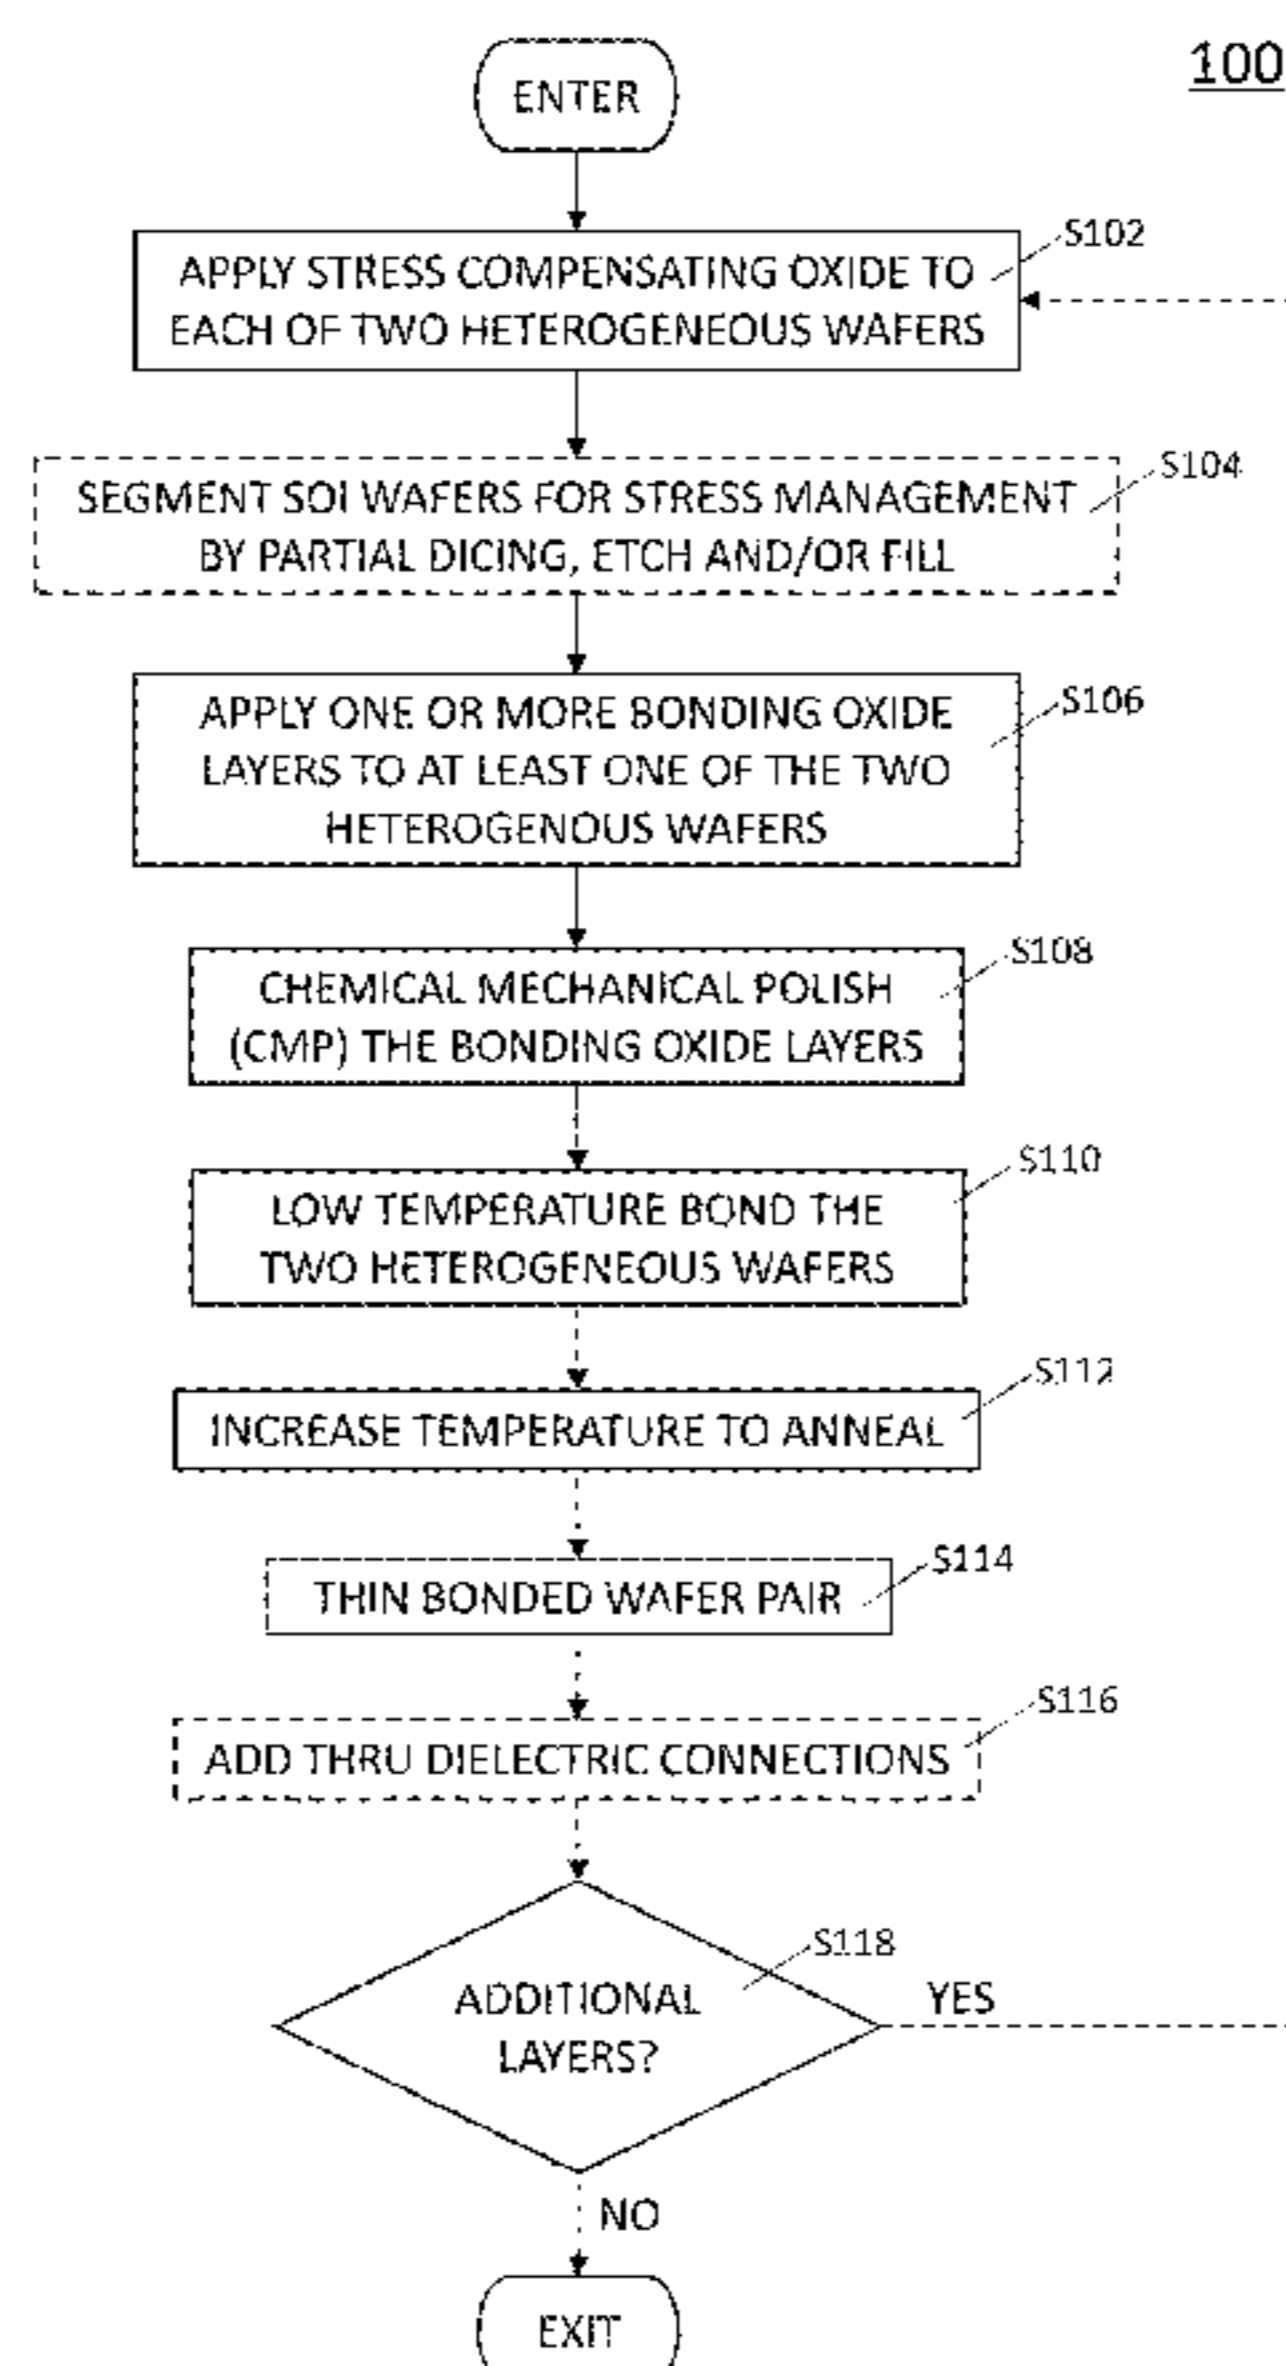 100
ENTER
S102
APPLY STRESS COMPENSATING OXIDE TO
EACH OF TWO HETEROGENEOUS WAFERS
S104
SEGMENT SOI WAFERS FOR STRESS MANAGEMENT
BY PARTIAL DICING, ETCH AND/OR FILL
S106
APPLY ONE OR MORE BONDING OXIDE
LAYERS TO AT LEAST ONE OF THE TWO
HETEROGENOUS WAFERS
S108
CHEMICAL MECHANICAL POLISH
(CMP) THE BONDING OXIDE LAYERS
S110
LOW TEMPERATURE BOND THE
TWO HETEROGENEOUS WAFERS
S112
INCREASE TEMPERATURE TO ANNEAL
S114
THIN BONDED WAFER PAIR
S116
ADD THRU DIELECTRIC CONNECTIONS
S118
ADDITIONAL
LAYERS?
YES
NO
EXIT